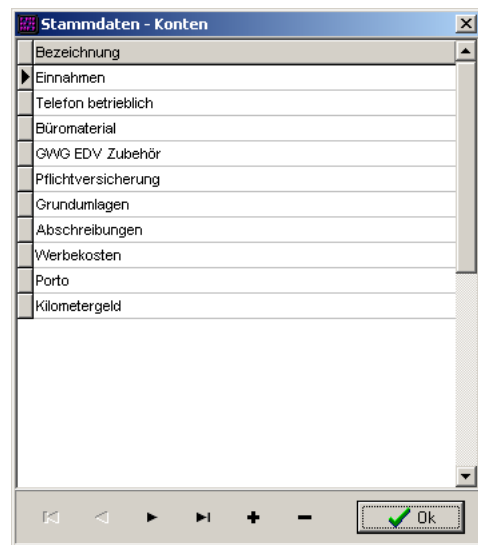 Stammdaten - Konten
Bezeichnung
Einnahmen
Telefon betrieblich
Büromaterial
GWG EDV Zubehör
Pflichtversicherung
Grundumlagen
Abschreibungen
Werbekosten
Porto
Kilometergeld
Ok